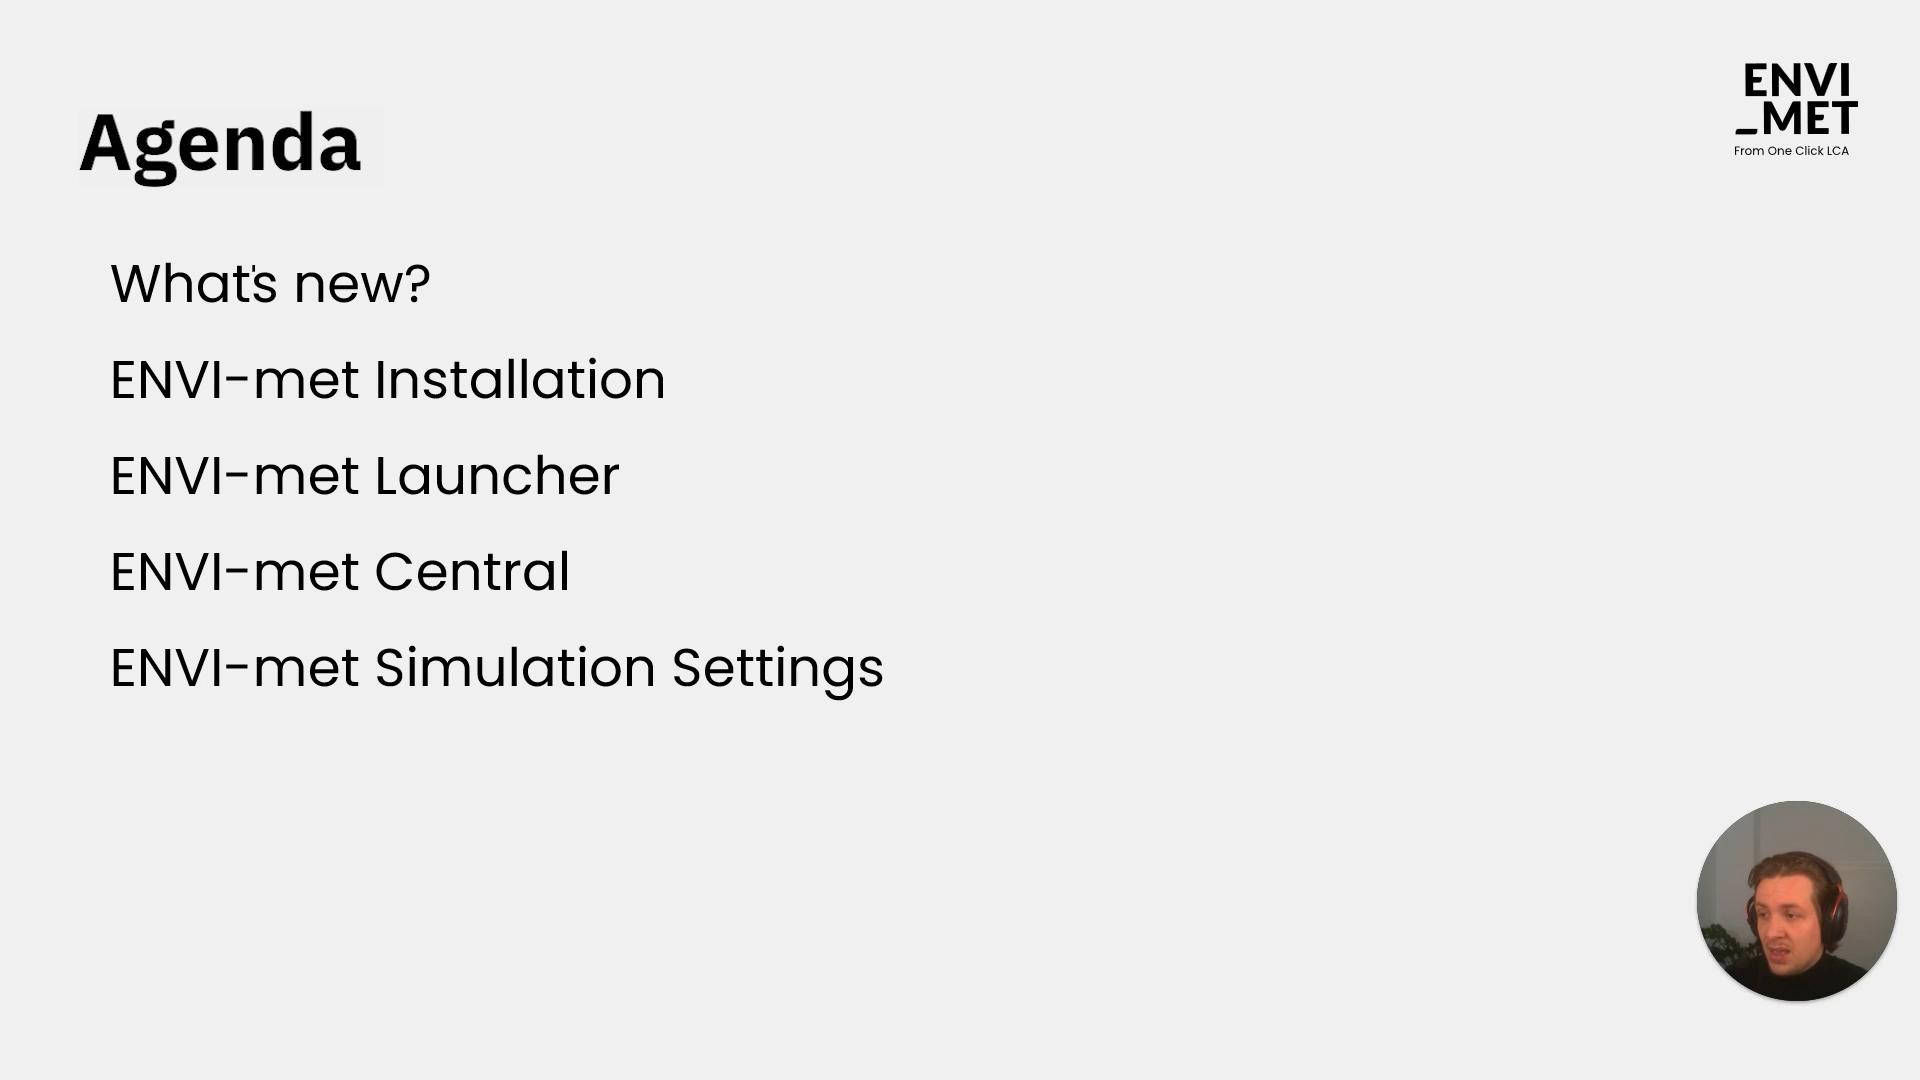 ENVI
_MET
From One Click LCA
Agenda
What's new?
ENVI-met Installation
ENVI-met Launcher
ENVI-met Central
ENVI-met Simulation Settings